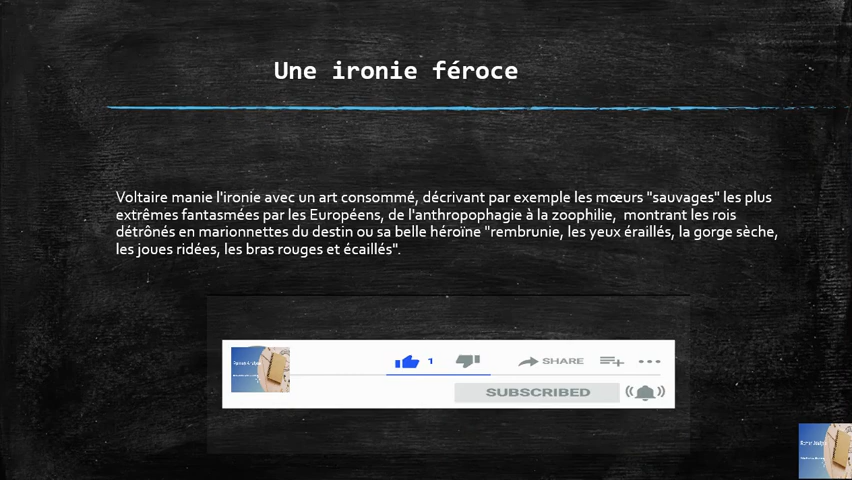 Une ironie féroce
Voltaire manie l'ironie avec un art consommé, décrivant par exemple les mœurs "sauvages" les plus
extrêmes fantasmées par les Européens, de l'anthropophagie à la zoophilie,  montrant les rois
détrônés en marionnettes du destin ou sa belle héroïne "rembrunie, les yeux éraillés, la gorge sèche,
les joues ridées, les bras rouges et écaillés".
1
SHARE
SUBSCRIBED